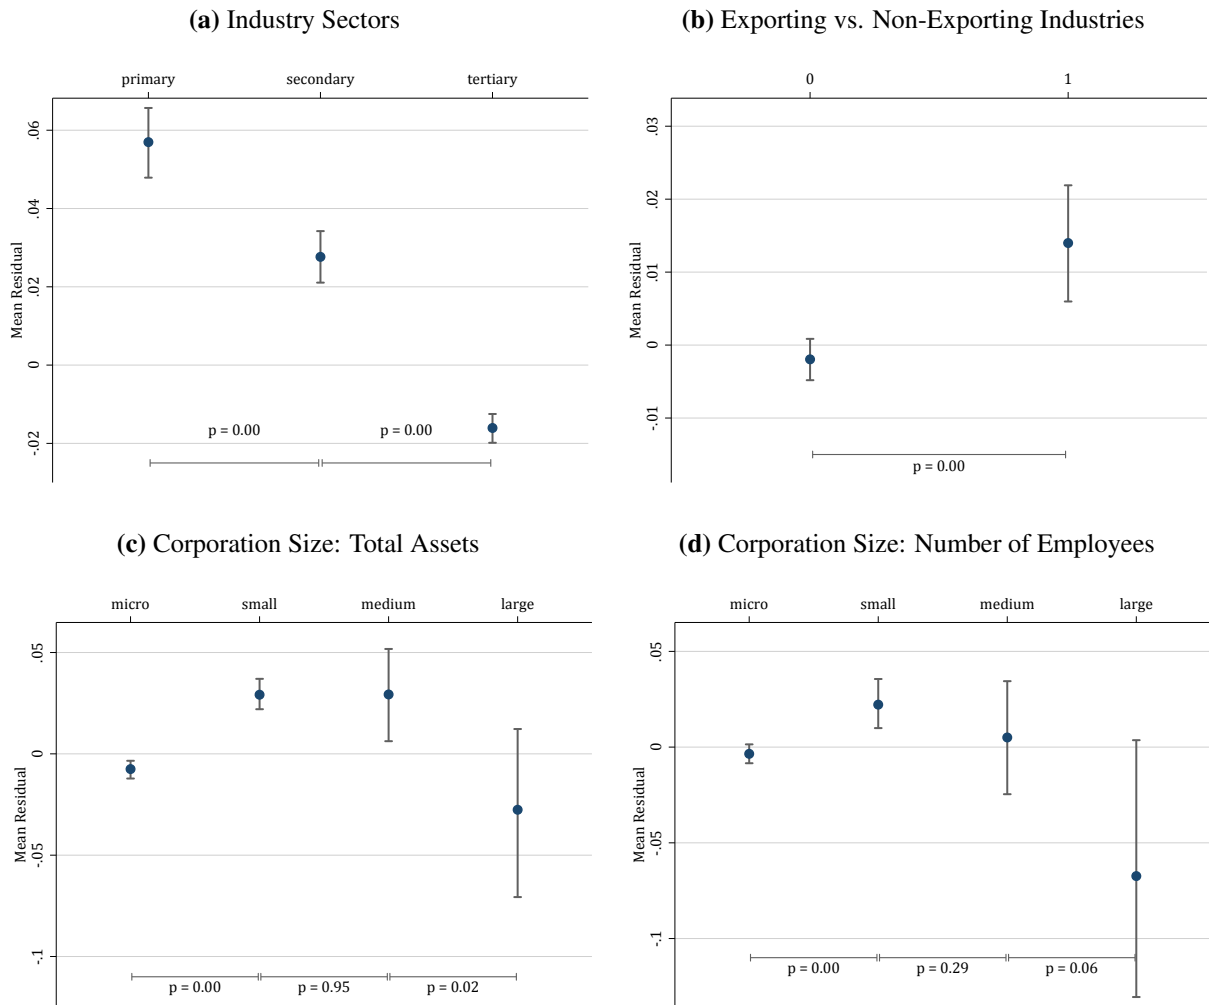 (a) Industry Sectors
primary secondary tertiary
.06
.04
.02
0
-.02
Mean Residual
p = 0.00 p = 0.00
(b) Exporting vs. Non-Exporting Industries
0 1
.03
.02
.01
0
-.01
Mean Residual
p = 0.00
(c) Corporation Size: Total Assets
micro small medium large
.05
0
-.05
-.1
Mean Residual
p = 0.00 p = 0.95 p = 0.02
(d) Corporation Size: Number of Employees
micro small medium large
.05
0
-.05
-.1
Mean Residual
p = 0.00 p = 0.29 p = 0.06